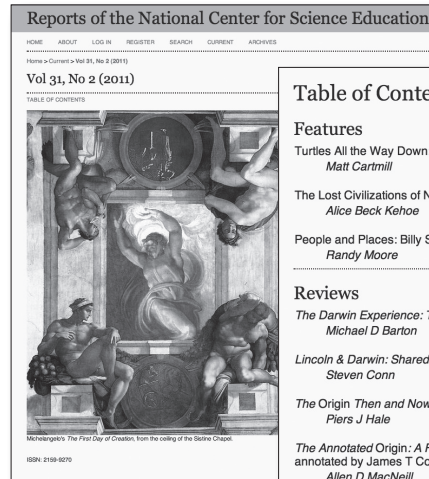 Reports of the National Center for Science Education
HOME ABOUT LOG IN REGISTER SEARCH CURRENT ARCHIVES
Home > Current > Vol 31, No 2 (2011)
Vol 31, No 2 (2011)
TABLE OF CONTENTS
Michelangelo's The First Day of Creation, from the ceiling of the Sistine Chapel.
ISSN: 2159-9270
Table of Conte
Features
Turtles All the Way Down
Matt Cartmill
The Lost Civilizations of N
Alice Beck Kehoe
People and Places: Billy S
Randy Moore
Reviews
The Darwin Experience: T
Michael D Barton
Lincoln & Darwin: Shared
Steven Conn
The Origin Then and Now
Piers J Hale
The Annotated Origin: A F
annotated by James T Co
Allen D MacNeill